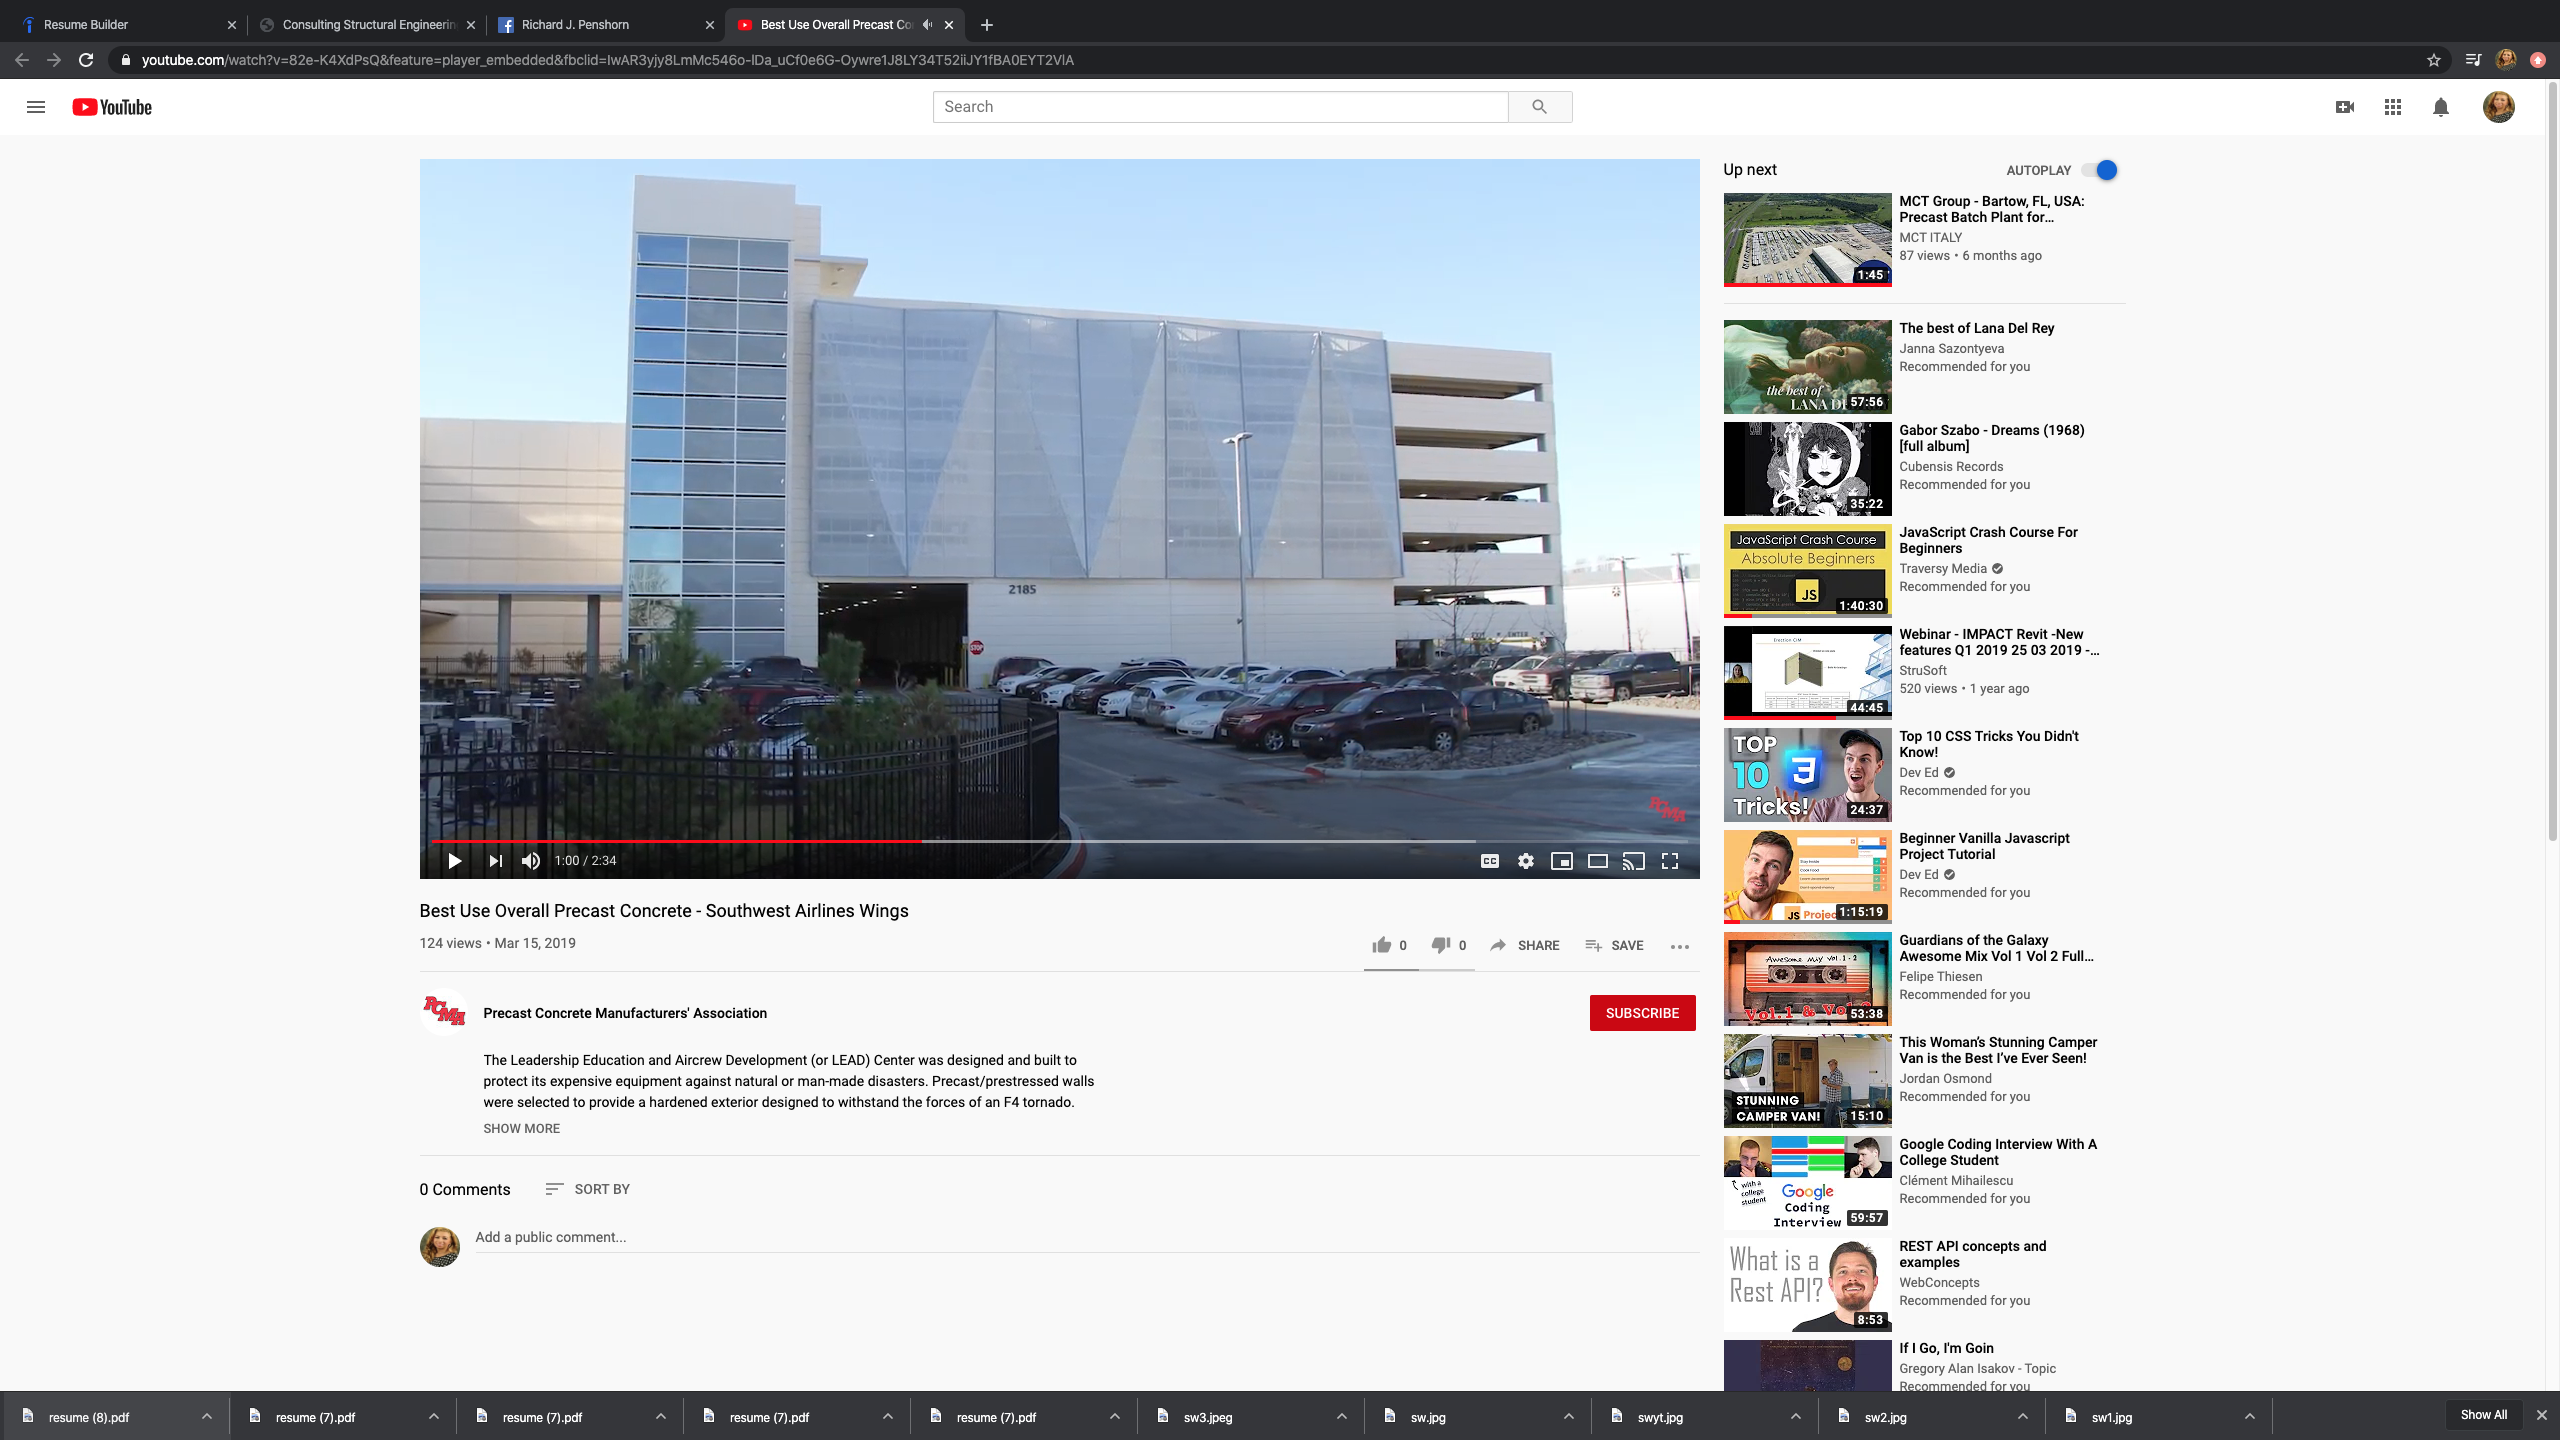 Resume Builder
Consulting Structural Engineerin
Richard J. Penshorn
Best Use Overall Precast Co
youtube.com/watch?v=82e-K4XdPsQ&feature=player_embedded&fbclid=IwAR3yjy8LmMc546o-lDa_uCf0e6G-Oywre1J8LY34T52iiJY1fBA0EYT2VlA
YouTube
Search
2185
STOP
PCMA
1:00 / 2:34
CC
Best Use Overall Precast Concrete - Southwest Airlines Wings
124 views • Mar 15, 2019
0
0
SHARE
SAVE
PCMA
Precast Concrete Manufacturers' Association
SUBSCRIBE
The Leadership Education and Aircrew Development (or LEAD) Center was designed and built to
protect its expensive equipment against natural or man-made disasters. Precast/prestressed walls
were selected to provide a hardened exterior designed to withstand the forces of an F4 tornado.
SHOW MORE
0 Comments
SORT BY
Add a public comment...
Up next
AUTOPLAY
1:45
MCT Group - Bartow, FL, USA:
Precast Batch Plant for…
MCT ITALY
87 views • 6 months ago
the best of
LANA D
57:56
The best of Lana Del Rey
Janna Sazontyeva
Recommended for you
35:22
Gabor Szabo - Dreams (1968)
[full album]
Cubensis Records
Recommended for you
JavaScript Crash Course
Absolute Beginners
JS
1:40:30
JavaScript Crash Course For
Beginners
Traversy Media
Recommended for you
44:45
Webinar - IMPACT Revit -New
features Q1 2019 25 03 2019 -…
StruSoft
520 views • 1 year ago
TOP
10
Tricks!
3
24:37
Top 10 CSS Tricks You Didn't
Know!
Dev Ed
Recommended for you
JS Projec
1:15:19
Beginner Vanilla Javascript
Project Tutorial
Dev Ed
Recommended for you
Awesome mix vol. 1 - 2
Vol.1 & Vo
53:38
Guardians of the Galaxy
Awesome Mix Vol 1 Vol 2 Full…
Felipe Thiesen
Recommended for you
STUNNING
CAMPER VAN!
15:10
This Woman's Stunning Camper
Van is the Best I've Ever Seen!
Jordan Osmond
Recommended for you
with a
college
student
Google
Coding
Interview
59:57
Google Coding Interview With A
College Student
Clément Mihailescu
Recommended for you
What is a
Rest API?
8:53
REST API concepts and
examples
WebConcepts
Recommended for you
If I Go, I'm Goin
Gregory Alan Isakov - Topic
Recommended for you
resume (8).pdf
resume (7).pdf
resume (7).pdf
resume (7).pdf
resume (7).pdf
sw3.jpeg
sw.jpg
swyt.jpg
sw2.jpg
sw1.jpg
Show All